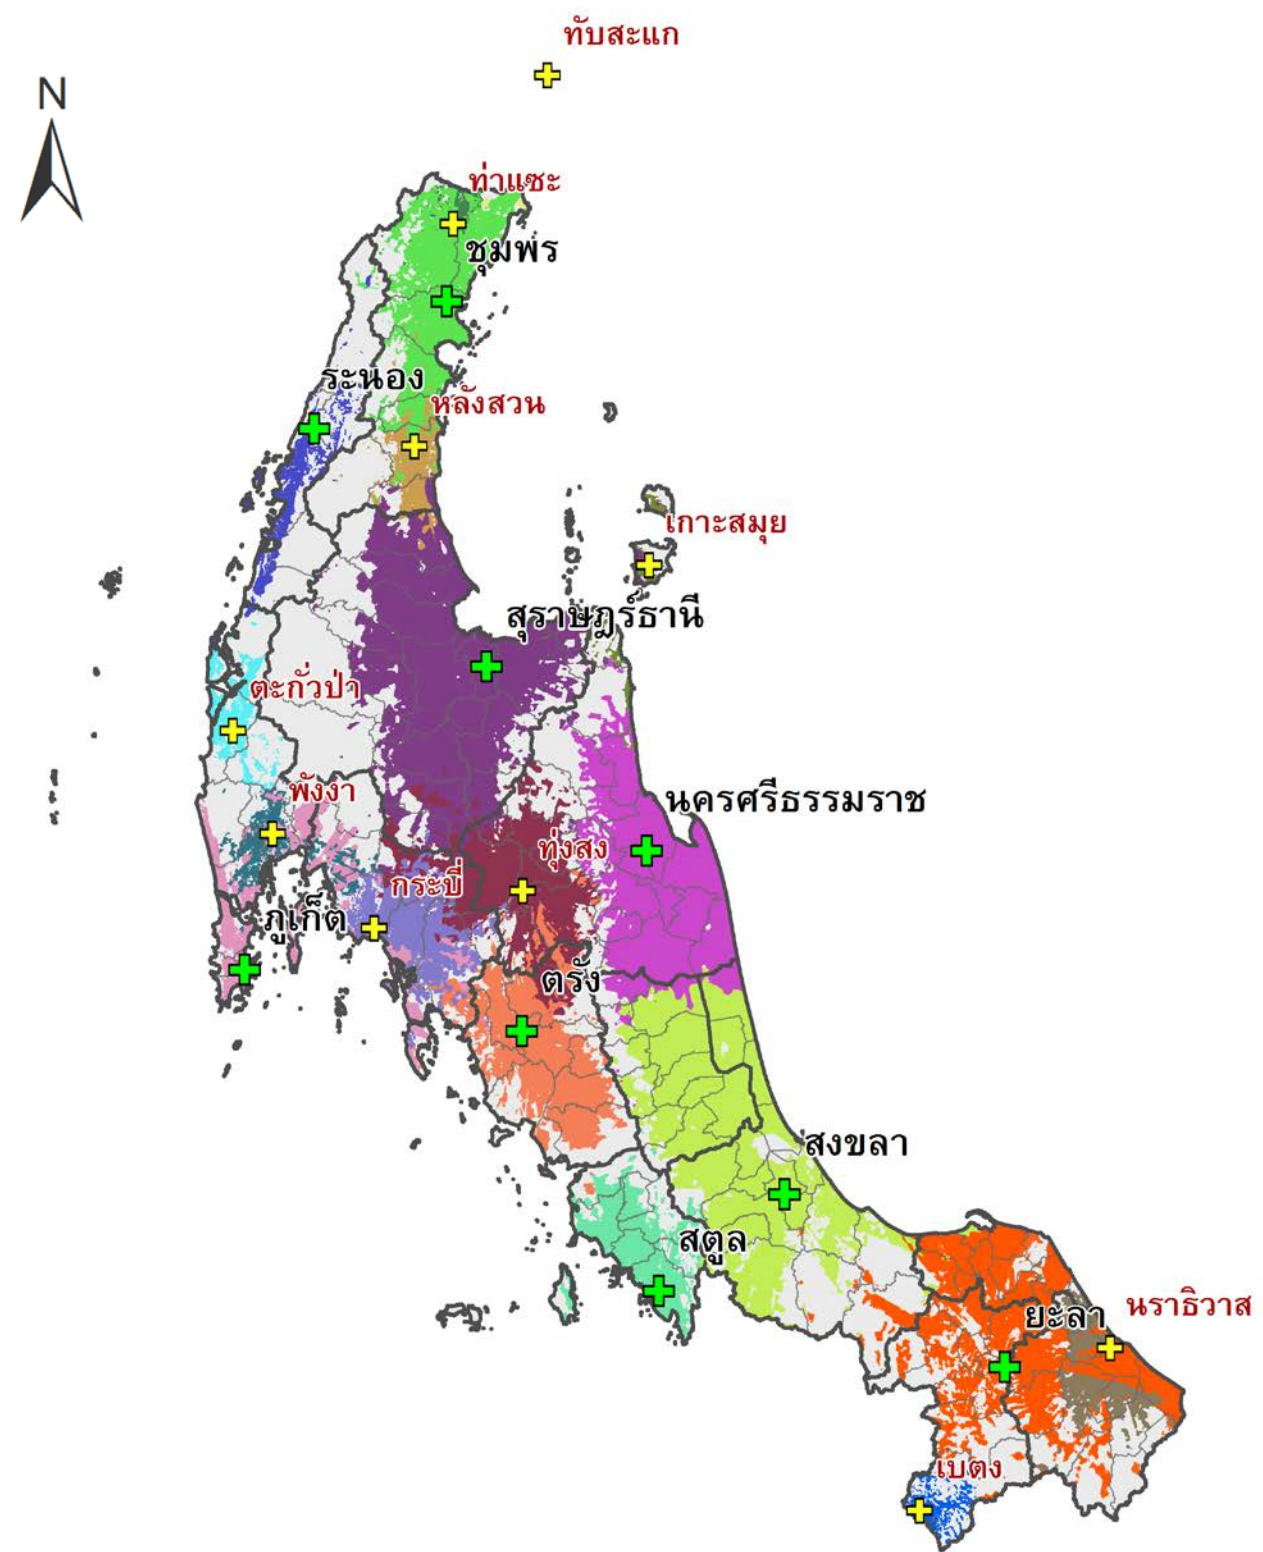 ทับสะแก
N
ท่าแซะ
ชุมพร
ระนอง
หลังสวน
เกาะสมุย
สุราษฎร์ธานี
ตะกั่วป่า
พังงา
นครศรีธรรมราช
ทุ่งสง
กระบี่
ภูเก็ต
ตรัง
สงขลา
สตูล
นราธิวาส
ยะลา
เบตง